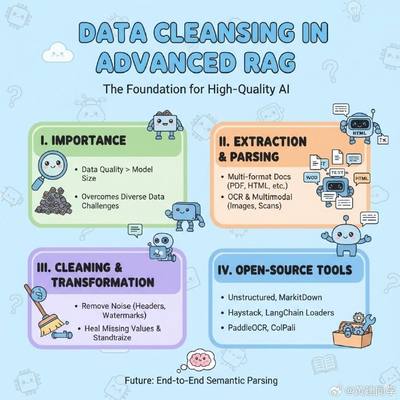 DATA CLEANSING IN
ADVANCED RAG
The Foundation for High-Quality AI
I. IMPORTANCE
• Data Quality > Model
Size
• Overcomes Diverse Data
Challenges
II. EXTRACTION
& PARSING
• Multi-format Docs
(PDF, HTML, etc.)
• OCR & Multimodal
(Images, Scans)
HTML
TEXT
HTML
III. CLEANING &
TRANSFORMATION
• Remove Noise (Headers,
Watermarks)
• Heal Missing Values &
Standtraize
IV. OPEN-SOURCE TOOLS
• Unstructured, MarkitDown
• Haystack, LangChain Loaders
• PaddleOCR, ColPali
Future: End-to-End Semantic Parsing